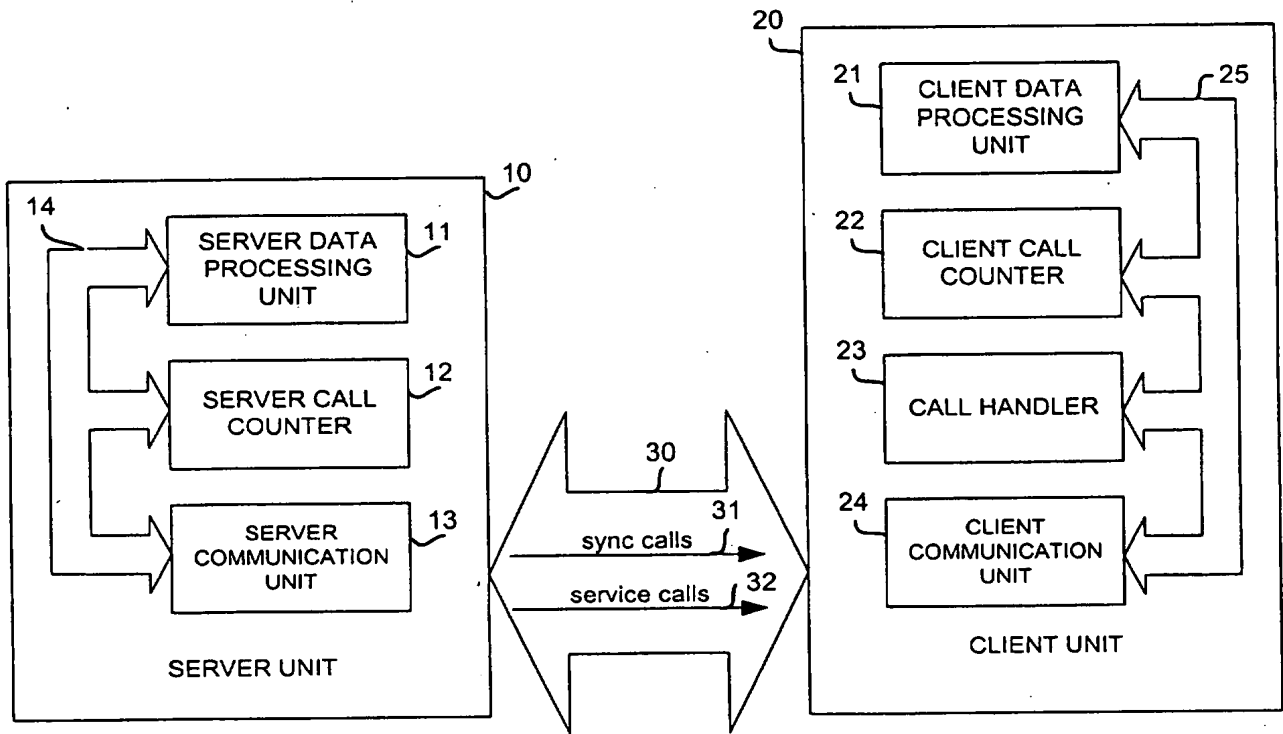 10
14
SERVER DATA
PROCESSING
UNIT
11
SERVER CALL
COUNTER
12
SERVER
COMMUNICATION
UNIT
13
SERVER UNIT
30
31
sync calls
32
service calls
20
21
CLIENT DATA
PROCESSING
UNIT
25
22
CLIENT CALL
COUNTER
23
CALL HANDLER
24
CLIENT
COMMUNICATION
UNIT
CLIENT UNIT